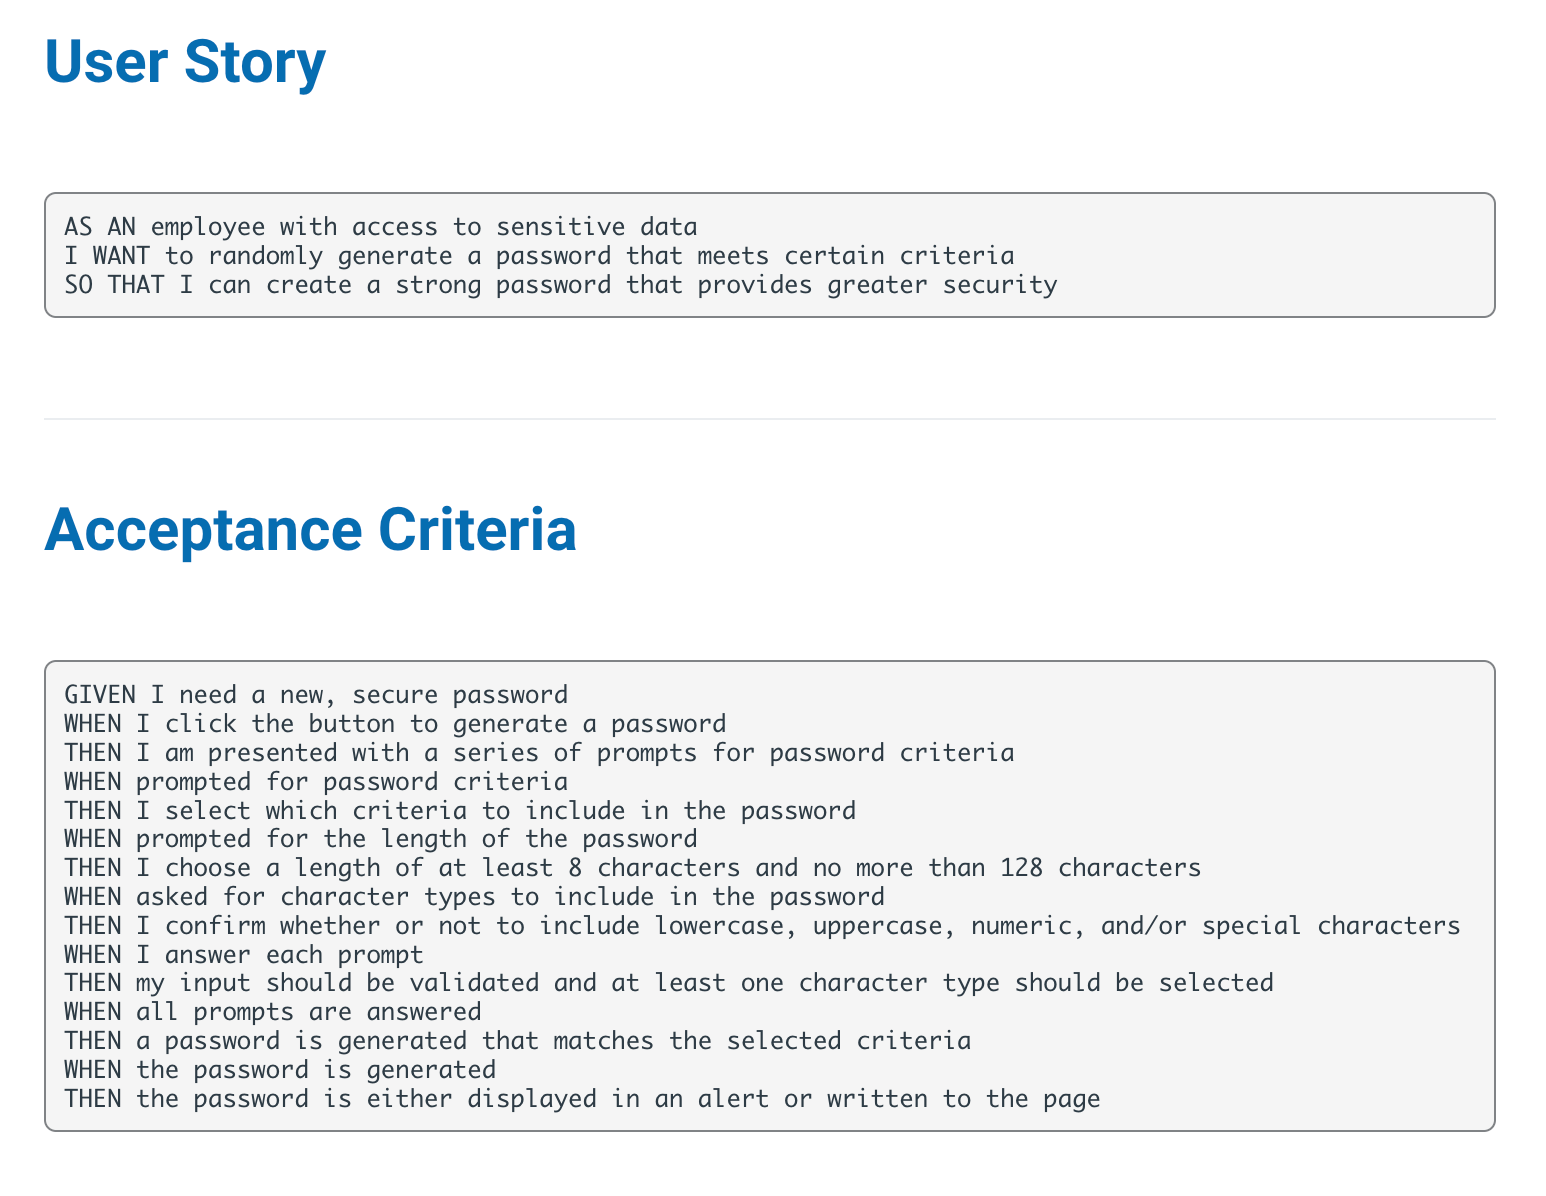 User Story
AS AN employee with access to sensitive data
I WANT to randomly generate a password that meets certain criteria
SO THAT I can create a strong password that provides greater security
Acceptance Criteria
GIVEN I need a new, secure password
WHEN I click the button to generate a password
THEN I am presented with a series of prompts for password criteria
WHEN prompted for password criteria
THEN I select which criteria to include in the password
WHEN prompted for the length of the password
THEN I choose a length of at least 8 characters and no more than 128 characters
WHEN asked for character types to include in the password
THEN I confirm whether or not to include lowercase, uppercase, numeric, and/or special characters
WHEN I answer each prompt
THEN my input should be validated and at least one character type should be selected
WHEN all prompts are answered
THEN a password is generated that matches the selected criteria
WHEN the password is generated
THEN the password is either displayed in an alert or written to the page